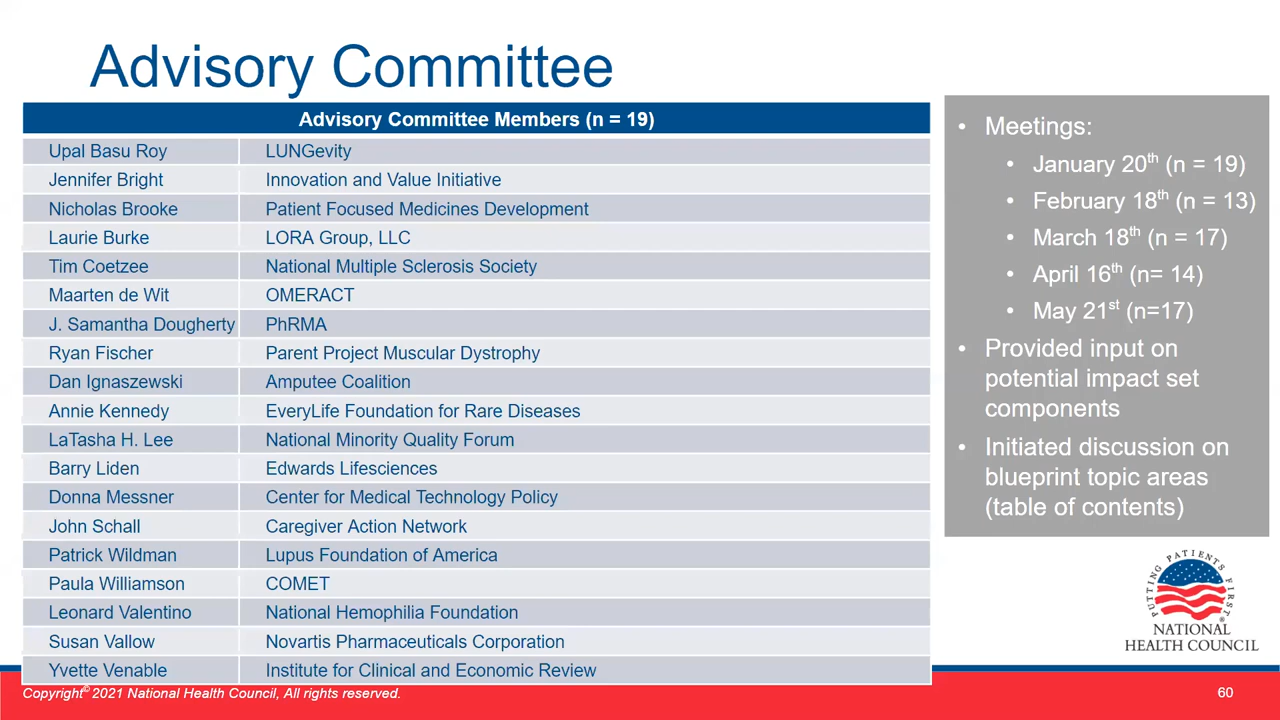 Advisory Committee
Advisory Committee Members (n = 19)
Upal Basu Roy LUNGevity
Jennifer Bright Innovation and Value Initiative
Nicholas Brooke Patient Focused Medicines Development
Laurie Burke LORA Group, LLC
Tim Coetzee National Multiple Sclerosis Society
Maarten de Wit OMERACT
J. Samantha Dougherty PhRMA
Ryan Fischer Parent Project Muscular Dystrophy
Dan Ignaszewski Amputee Coalition
Annie Kennedy EveryLife Foundation for Rare Diseases
LaTasha H. Lee National Minority Quality Forum
Barry Liden Edwards Lifesciences
Donna Messner Center for Medical Technology Policy
John Schall Caregiver Action Network
Patrick Wildman Lupus Foundation of America
Paula Williamson COMET
Leonard Valentino National Hemophilia Foundation
Susan Vallow Novartis Pharmaceuticals Corporation
Yvette Venable Institute for Clinical and Economic Review
• Meetings:
• January 20th (n = 19)
• February 18th (n = 13)
• March 18th (n = 17)
• April 16th (n= 14)
• May 21st (n=17)
• Provided input on
potential impact set
components
• Initiated discussion on
blueprint topic areas
(table of contents)
PUTTING PATIENTS FIRST®
NATIONAL
HEALTH COUNCIL
Copyright© 2021 National Health Council, All rights reserved.
60